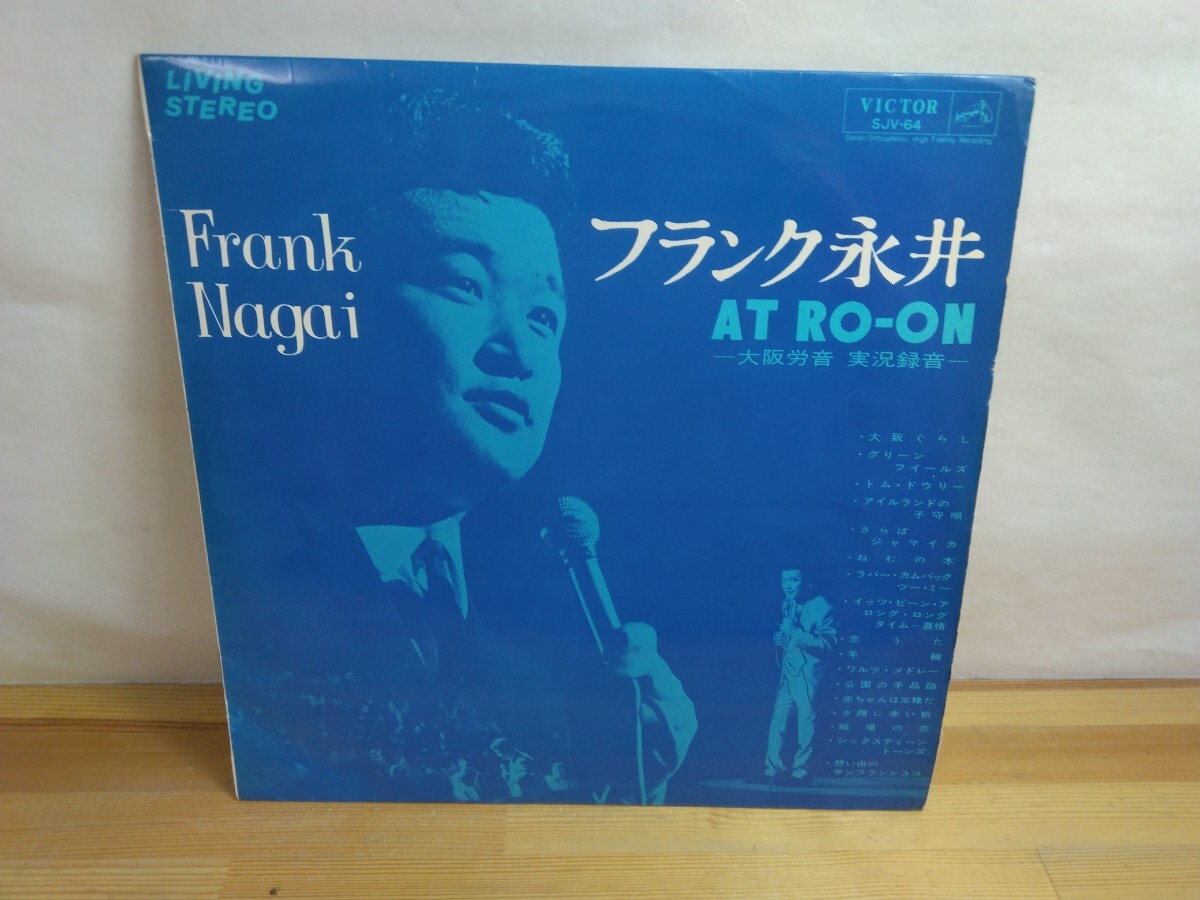 LIVING
STEREO
VICTOR
SJV-64
Stereo Orthophonic High Fidelity Recording
Frank
Nagai
フランク永井
AT RO-ON
—大阪労音 実況録音—
・大阪ぐらし
・グリーン
フイールズ
・トム・ドウリー
・アイルランドの
子守唄
・さらば
ジャマイカ
・ねむの木
・ラバー・カムバック
ツー・ミー
・イッツ・ビーン・ア
ロング・ロング
タイム—慕情
・恋うた
・年輪
・ワルツ・メドレー
・公園の手品師
・赤ちゃんは王様だ
・夕陽に赤い帆
・戦場の恋
・シックスティーン
トーンズ
・想い出の
サンフランシスコ